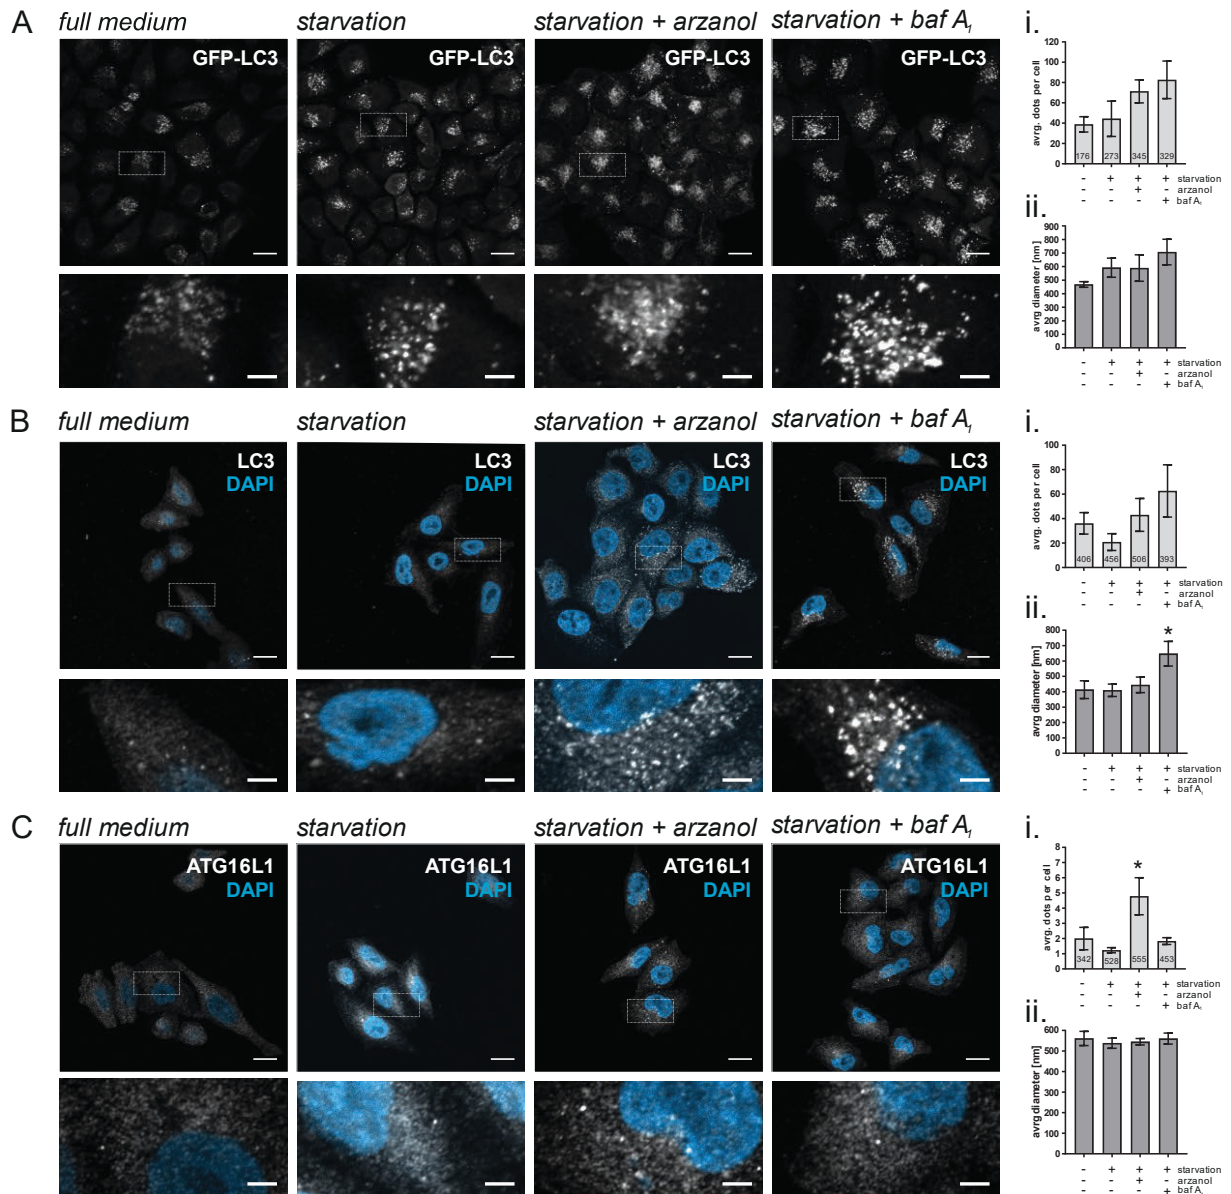 A
full medium
starvation
starvation + arzanol
starvation + baf A1
GFP-LC3
GFP-LC3
GFP-LC3
GFP-LC3
i.
avrg. dots per cell
120
100
80
60
40
20
0
176
273
345
329
- + + + starvation
- - + - arzanol
- - - + baf A1
ii.
avrg diameter [nm]
900
800
700
600
500
400
300
200
100
0
- + + + starvation
- - + - arzanol
- - - + baf A1
B
full medium
starvation
starvation + arzanol
starvation + baf A1
LC3
DAPI
LC3
DAPI
LC3
DAPI
LC3
DAPI
i.
avrg. dots per cell
100
80
60
40
20
0
406
456
506
393
- + + + starvation
- - + - arzanol
- - - + baf A1
ii.
avrg diameter [nm]
800
700
600
500
400
300
200
100
0
*
- + + + starvation
- - + - arzanol
- - - + baf A1
C
full medium
starvation
starvation + arzanol
starvation + baf A1
ATG16L1
DAPI
ATG16L1
DAPI
ATG16L1
DAPI
ATG16L1
DAPI
i.
avrg. dots per cell
8
7
6
5
4
3
2
1
0
*
342
528
555
453
- + + + starvation
- - + - arzanol
- - - + baf A1
ii.
avrg diameter [nm]
600
500
400
300
200
100
0
- + + + starvation
- - + - arzanol
- - - + baf A1